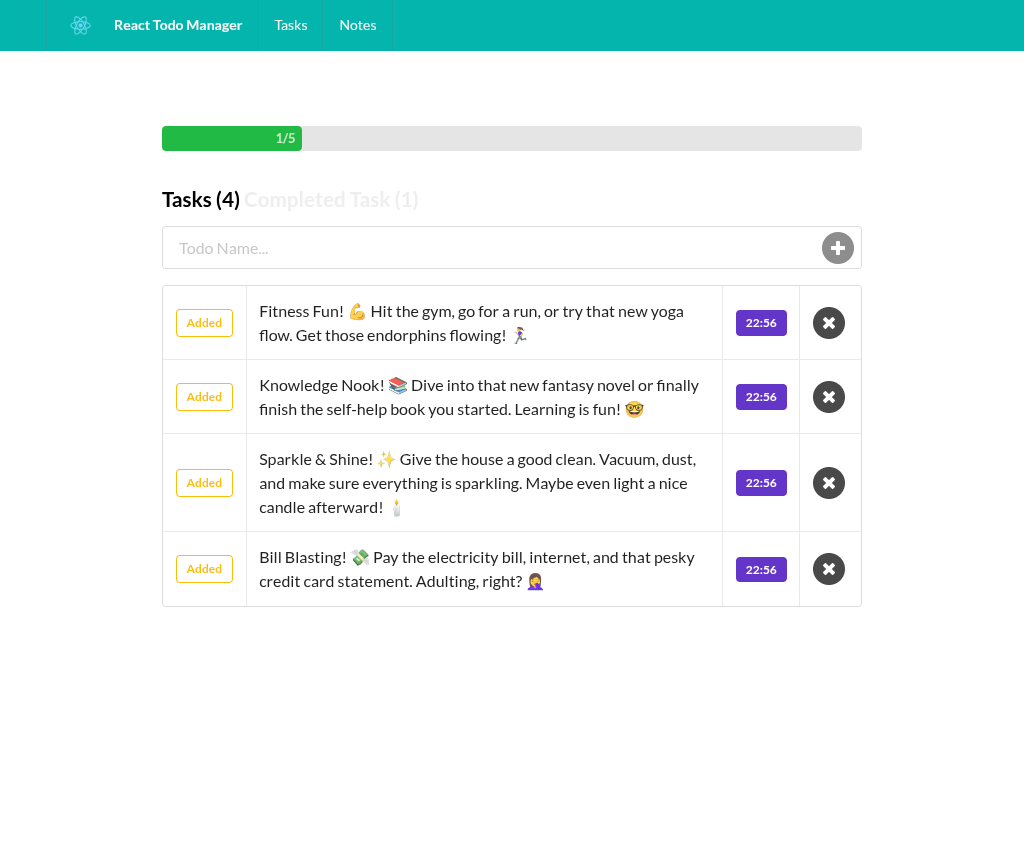 React Todo Manager Tasks Notes
1/5
Tasks (4) Completed Task (1)
Todo Name...
Added
Fitness Fun! 💪 Hit the gym, go for a run, or try that new yoga
flow. Get those endorphins flowing! 🏃‍♀️
22:56
Added
Knowledge Nook! 📚 Dive into that new fantasy novel or finally
finish the self-help book you started. Learning is fun! 🤓
22:56
Added
Sparkle & Shine! ✨ Give the house a good clean. Vacuum, dust,
and make sure everything is sparkling. Maybe even light a nice
candle afterward! 🕯️
22:56
Added
Bill Blasting! 💸 Pay the electricity bill, internet, and that pesky
credit card statement. Adulting, right? 🤦‍♀️
22:56